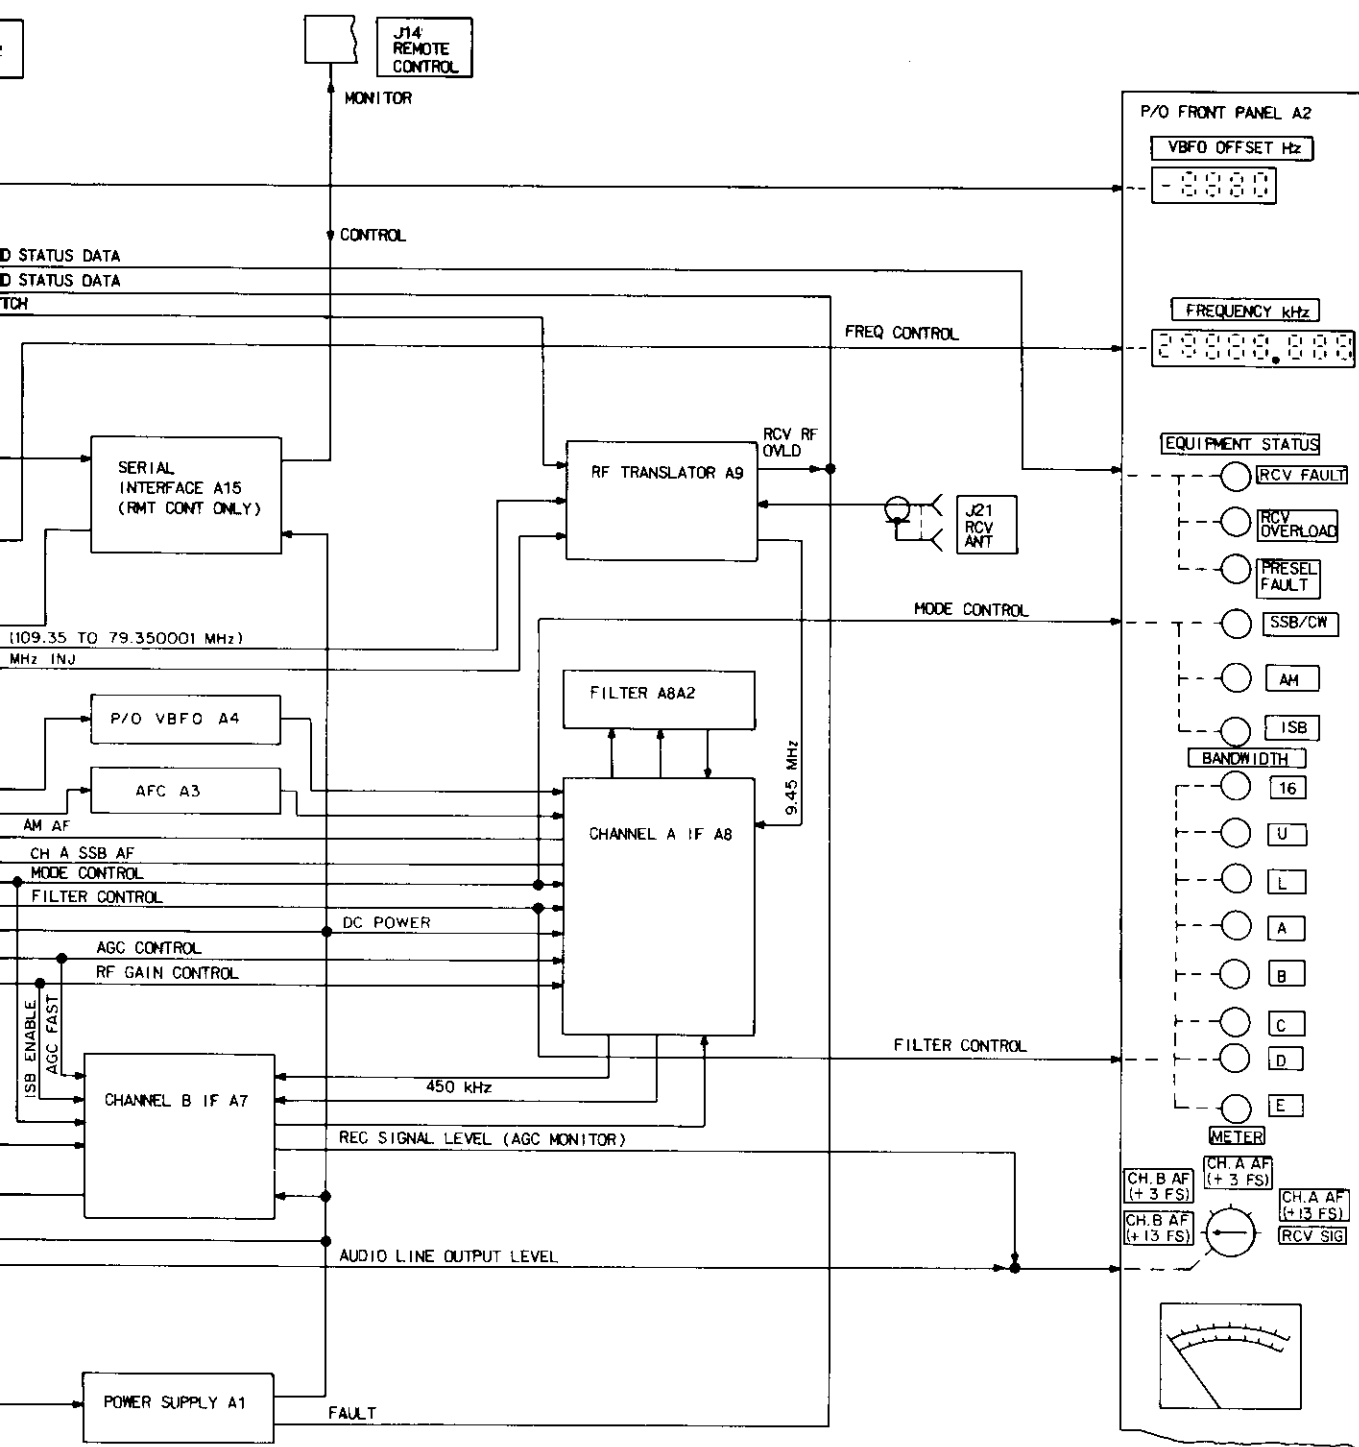 J14
REMOTE
CONTROL
MONITOR
P/O FRONT PANEL A2
VBFO OFFSET Hz
-8880
CONTROL
D STATUS DATA
D STATUS DATA
TCH
FREQUENCY kHz
29888.888
FREQ CONTROL
RCV RF
OVLD
EQUIPMENT STATUS
SERIAL
INTERFACE A15
(RMT CONT ONLY)
RF TRANSLATOR A9
J21
RCV
ANT
RCV FAULT
RCV
OVERLOAD
PRESEL
FAULT
MODE CONTROL
SSB/CW
(109.35 TO 79.350001 MHz)
MHz INJ
FILTER A8A2
AM
P/O VBFO A4
ISB
BANDWIDTH
9.45 MHz
AFC A3
16
AM AF
CHANNEL A IF A8
U
CH A SSB AF
MODE CONTROL
FILTER CONTROL
L
DC POWER
A
AGC CONTROL
RF GAIN CONTROL
B
ISB ENABLE
AGC FAST
C
FILTER CONTROL
D
450 kHz
CHANNEL B IF A7
E
REC SIGNAL LEVEL (AGC MONITOR)
METER
CH. B AF
(+ 3 FS)
CH. A AF
(+ 3 FS)
CH. A AF
(+13 FS)
CH. B AF
(+ 13 FS)
RCV SIG
AUDIO LINE OUTPUT LEVEL
POWER SUPPLY A1
FAULT